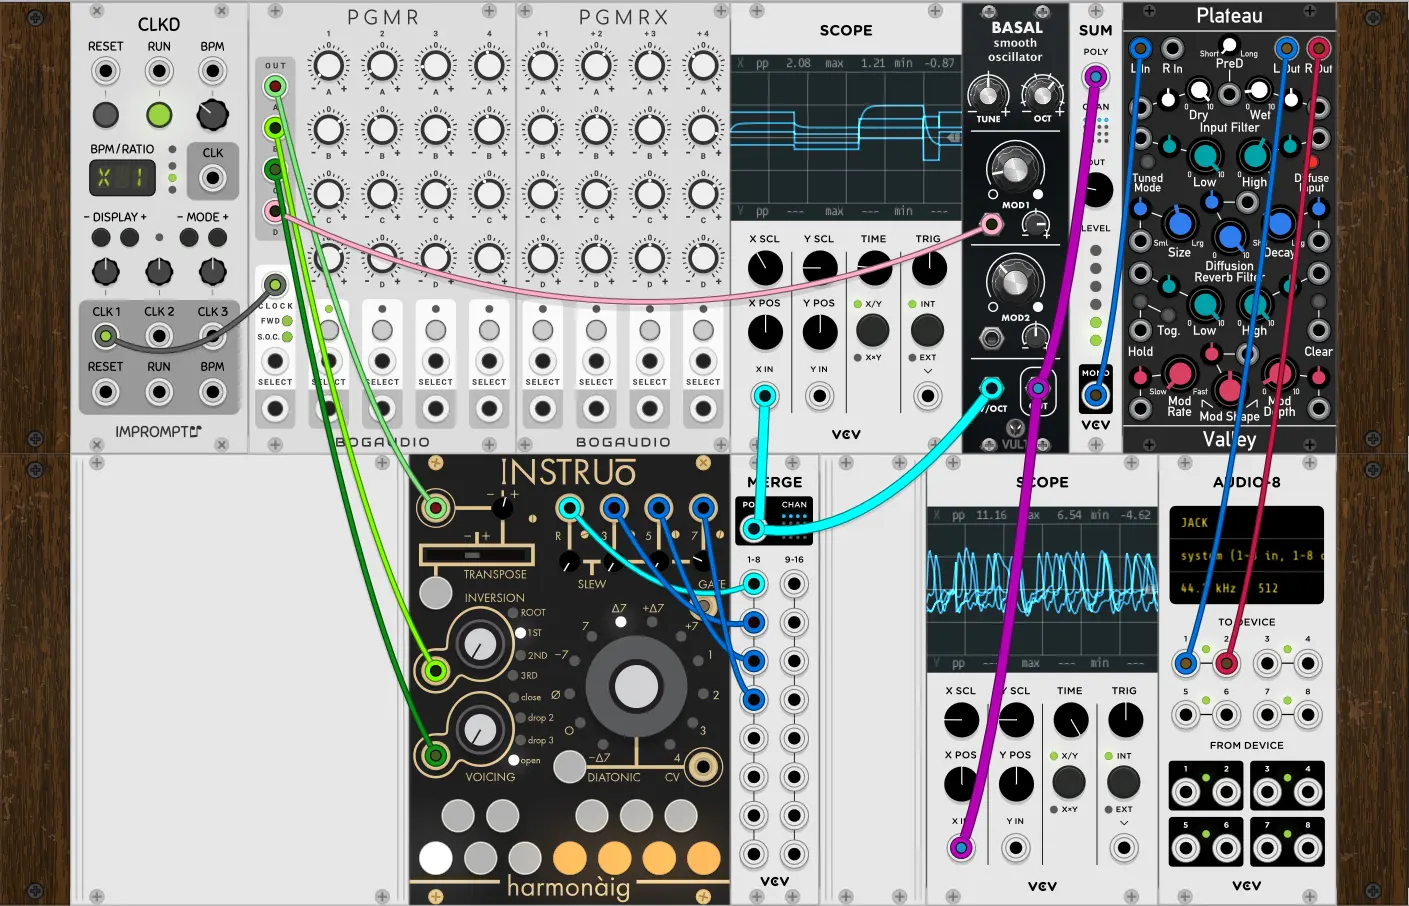 CLKD
RESET RUN BPM
BPM/RATIO
X 1
CLK
- DISPLAY + - MODE +
CLK 1 CLK 2 CLK 3
RESET RUN BPM
IMPROMPTU
PGMR
OUT
1 2 3 4
A A A A
B B B B
C C C C
D D D D
CLOCK
FWD
S.O.C.
SELECT SELECT SELECT SELECT
BOGAUDIO
PGMRX
+1 +2 +3 +4
A A A A
B B B B
C C C C
D D D D
SELECT SELECT SELECT SELECT
BOGAUDIO
SCOPE
X pp 2.08 max 1.21 min -0.87
Y pp --- max --- min ---
X SCL Y SCL TIME TRIG
X/Y INT
X POS Y POS
X×Y EXT
X IN Y IN
VCV
BASAL
smooth
oscillator
TUNE OCT
MOD1
MOD2
V/OCT OUT
VULT
SUM
POLY
CHAN
OUT
LEVEL
MONO
VCV
Plateau
L In R In L Out R Out
Short Long
PreD
Dry Wet
0 10 0 10
Input Filter
Tuned
Mode
Low High
Diffuse
Input
Sml Lrg
Size
Diffusion
Decay
Reverb Filter
Tog.
Low High
Hold Clear
Slow Fast
Mod
Rate
Mod Shape
Mod
Depth
Valley
INSTRUŌ
- +
- +
TRANSPOSE
R 3 5 7
SLEW
GATE
INVERSION
ROOT
1ST
2ND
3RD
close
drop 2
drop 3
open
VOICING
7 Δ7 +Δ7 +7
-7 1
Ø 2
O 3
-Δ7 4
DIATONIC CV
harmonàig
MERGE
POLY CHAN
1-8 9-16
VCV
SCOPE
X pp 11.16 max 6.54 min -4.62
Y pp --- max --- min ---
X SCL Y SCL TIME TRIG
X POS Y POS
X/Y INT
X×Y EXT
X IN Y IN
VCV
AUDIO-8
JACK
system (1-8 in, 1-8 o
44.1 kHz 512
TO DEVICE
1 2 3 4
5 6 7 8
FROM DEVICE
1 2 3 4
5 6 7 8
VCV